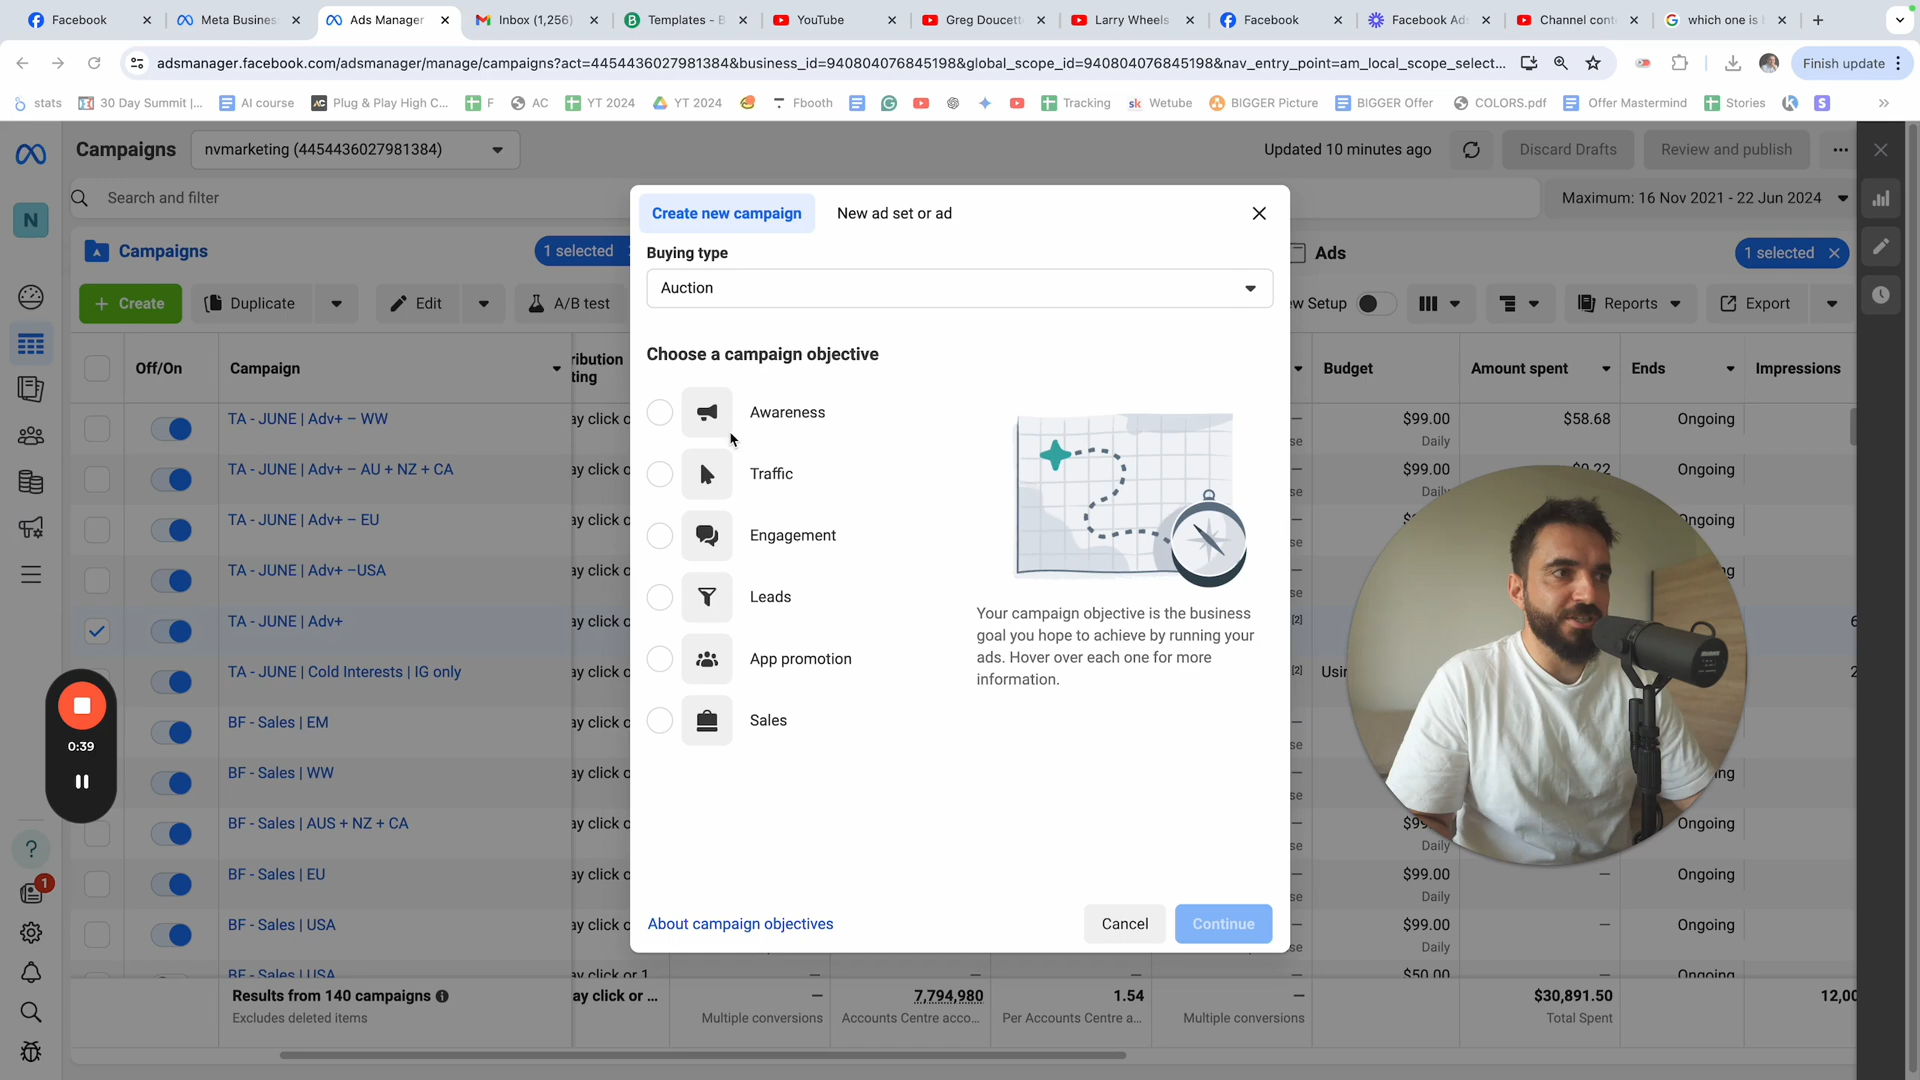 Facebook
Meta Busines
Ads Manager
Inbox (1,256)
Templates - B
YouTube
Greg Doucett
Larry Wheels
Facebook
Facebook Ad
Channel cont
which one is
adsmanager.facebook.com/adsmanager/manage/campaigns?act=4454436027981384&business_id=940804076845198&global_scope_id=940804076845198&nav_entry_point=am_local_scope_select...
Finish update
stats
30 Day Summit |...
AI course
Plug & Play High C...
F
AC
YT 2024
YT 2024
Fbooth
Tracking
Wetube
BIGGER Picture
BIGGER Offer
COLORS.pdf
Offer Mastermind
Stories
Campaigns
nvmarketing (4454436027981384)
Updated 10 minutes ago
Discard Drafts
Review and publish
Search and filter
Maximum: 16 Nov 2021 - 22 Jun 2024
N
Campaigns
1 selected
Ads
1 selected
Create
Duplicate
Edit
A/B test
ew Setup
Reports
Export
Off/On
Campaign
ribution
ting
Budget
Amount spent
Ends
Impressions
TA - JUNE | Adv+ – WW
ay click o
$99.00
Daily
$58.68
Ongoing
TA - JUNE | Adv+ – AU + NZ + CA
ay click o
$99.00
Daily
$0.22
Ongoing
TA - JUNE | Adv+ – EU
ay click o
Ongoing
TA - JUNE | Adv+ –USA
ay click o
TA - JUNE | Adv+
ay click o
[2]
TA - JUNE | Cold Interests | IG only
ay click o
[2]
Usin
BF - Sales | EM
ay click o
BF - Sales | WW
ay click o
BF - Sales | AUS + NZ + CA
ay click o
Daily
Ongoing
BF - Sales | EU
ay click o
$99.00
Daily
Ongoing
BF - Sales | USA
ay click o
$99.00
Daily
Ongoing
BF - Sales | USA
ay click or 1
$50.00
Ongoing
Results from 140 campaigns
Excludes deleted items
ay click or ...
Multiple conversions
7,794,980
Accounts Centre acco...
1.54
Per Accounts Centre a...
Multiple conversions
$30,891.50
Total Spent
12,00
Create new campaign
New ad set or ad
Buying type
Auction
Choose a campaign objective
Awareness
Traffic
Engagement
Leads
App promotion
Sales
Your campaign objective is the business
goal you hope to achieve by running your
ads. Hover over each one for more
information.
About campaign objectives
Cancel
Continue
0:39
1